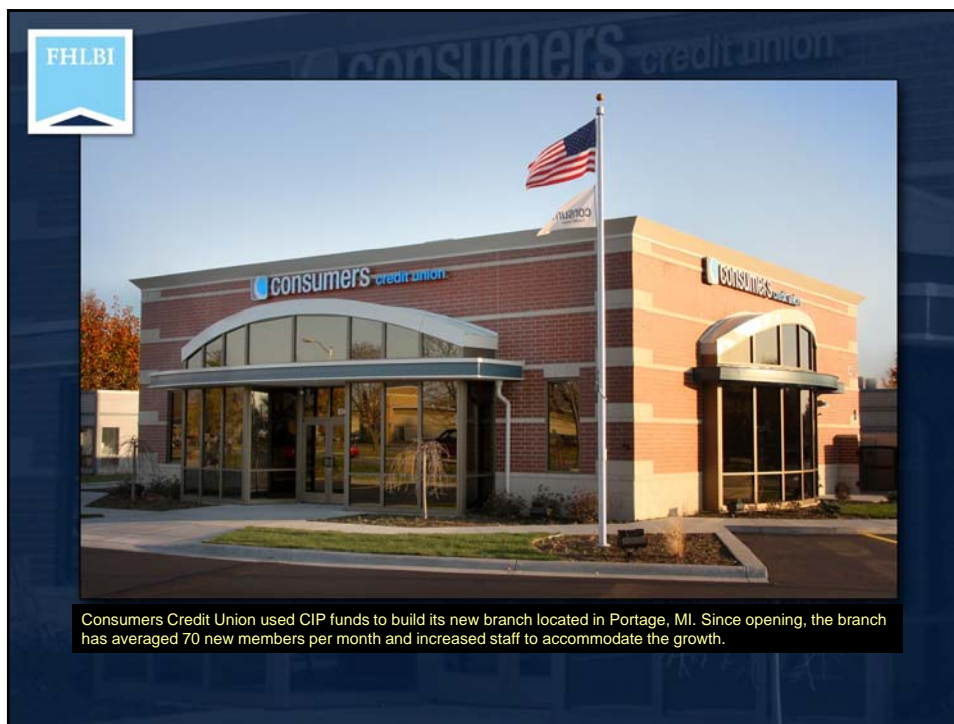 consumers credit union
FHLBI
consumers credit union
consumers credit union
consum
Consumers Credit Union used CIP funds to build its new branch located in Portage, MI. Since opening, the branch
has averaged 70 new members per month and increased staff to accommodate the growth.